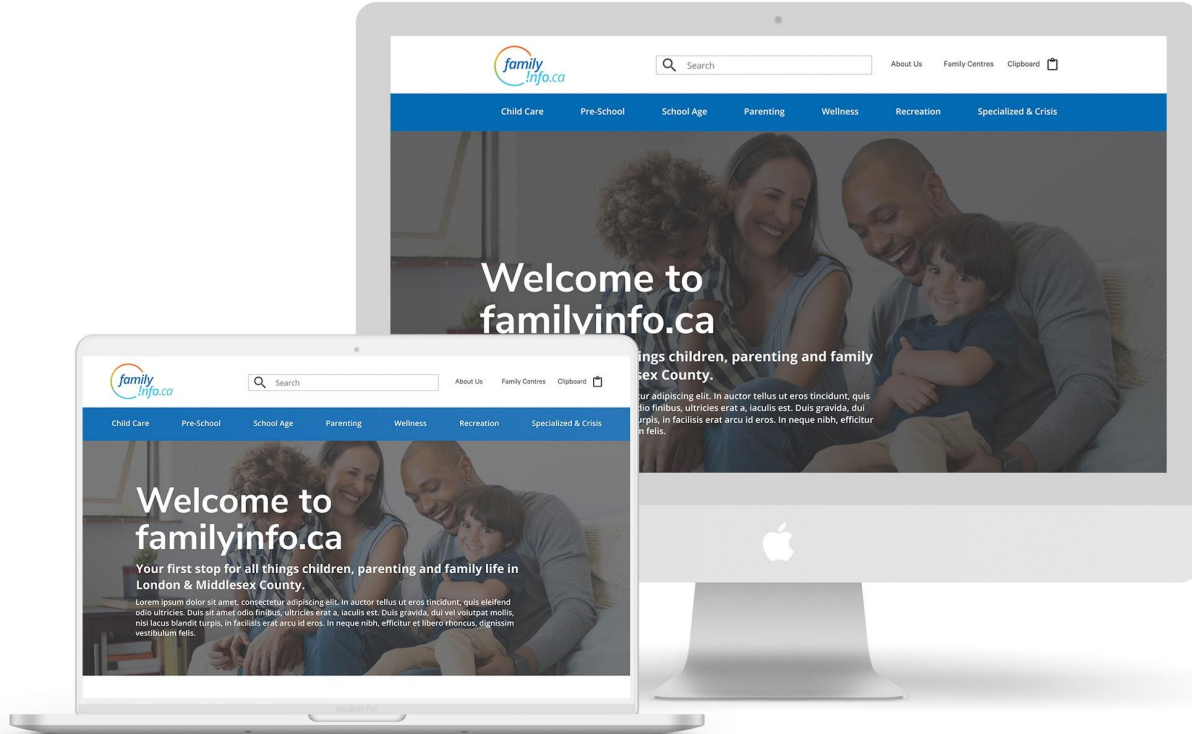 family
info.ca
Search
About Us
Family Centres
Clipboard
Child Care
Pre-School
School Age
Parenting
Wellness
Recreation
Specialized & Crisis
Welcome to
familyinfo.ca
ings children, parenting and family
sex County.
ur adipiscing elit. In auctor tellus ut eros tincidunt, quis
dio finibus, ultricies erat a, iaculis est. Duis gravida, dui
urpis, in facilisis erat arcu id eros. In neque nibh, efficitur
felis.
family
info.ca
Search
About Us
Family Centres
Clipboard
Child Care
Pre-School
School Age
Parenting
Wellness
Recreation
Specialized & Crisis
Welcome to
familyinfo.ca
Your first stop for all things children, parenting and family life in
London & Middlesex County.
Lorem ipsum dolor sit amet, consectetur adipiscing elit. In auctor tellus ut eros tincidunt, quis eleifend
odio ultricies. Duis sit amet odio finibus, ultricies erat a, iaculis est. Duis gravida, dui vel volutpat mollis,
nisi lacus blandit turpis, in facilisis erat arcu id eros. In neque nibh, efficitur et libero rhoncus, dignissim
vestibulum felis.
MacBook Pro